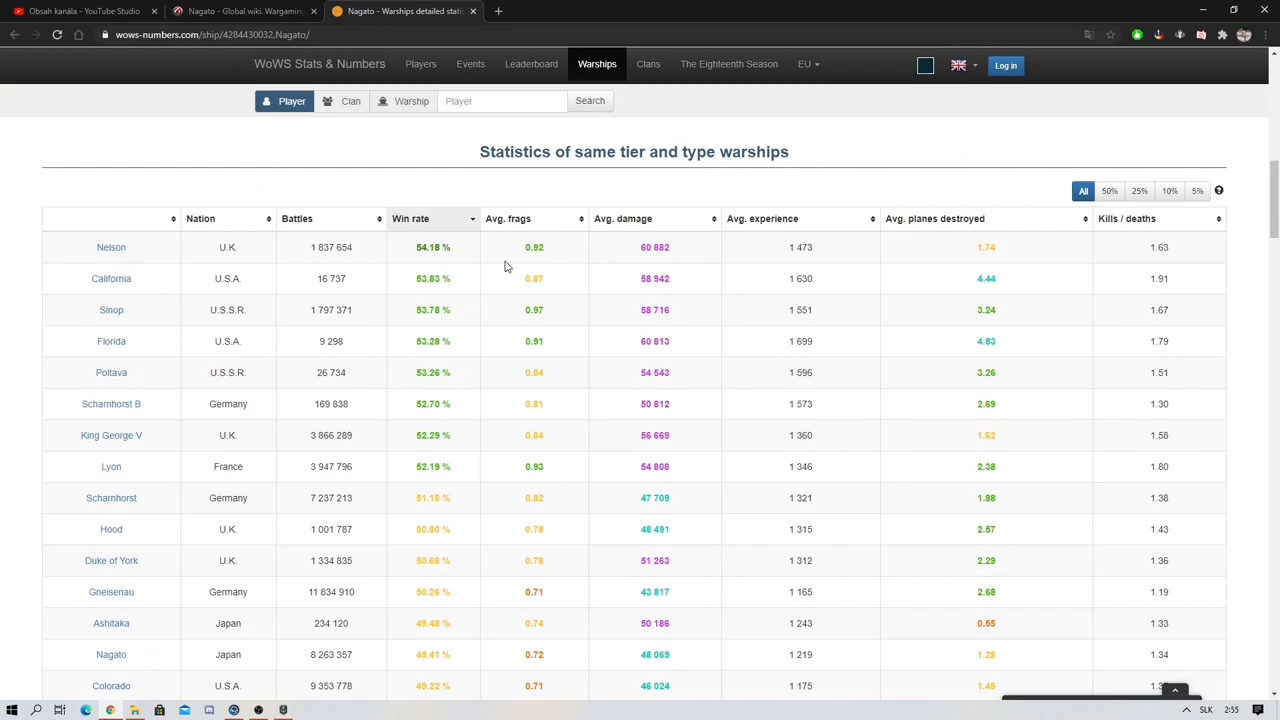 Obsah kanála - YouTube Studio
Nagato - Global wiki. Wargaming
Nagato - Warships detailed stati
wows-numbers.com/ship/4284430032,Nagato/
WoWS Stats & Numbers Players Events Leaderboard Warships Clans The Eighteenth Season EU Log in
Player Clan Warship Player Search
Statistics of same tier and type warships
All 50% 25% 10% 5%
Nation Battles Win rate Avg. frags Avg. damage Avg. experience Avg. planes destroyed Kills / deaths
Nelson U.K. 1 837 654 54.18 % 0.92 60 882 1 473 1.74 1.63
California U.S.A. 16 737 53.83 % 0.87 58 942 1 630 4.44 1.91
Sinop U.S.S.R. 1 797 371 53.78 % 0.97 58 716 1 551 3.24 1.67
Florida U.S.A. 9 298 53.28 % 0.91 60 813 1 699 4.83 1.79
Poltava U.S.S.R. 26 734 53.26 % 0.84 54 543 1 596 3.26 1.51
Scharnhorst B Germany 169 838 52.70 % 0.81 50 812 1 573 2.69 1.30
King George V U.K. 3 866 289 52.29 % 0.84 56 669 1 360 1.62 1.58
Lyon France 3 947 796 52.19 % 0.93 54 808 1 346 2.38 1.80
Scharnhorst Germany 7 237 213 51.18 % 0.82 47 709 1 321 1.88 1.38
Hood U.K. 1 001 787 50.80 % 0.78 48 491 1 315 2.57 1.43
Duke of York U.K. 1 334 835 50.68 % 0.78 51 263 1 312 2.29 1.36
Gneisenau Germany 11 834 910 50.26 % 0.71 43 817 1 165 2.68 1.19
Ashitaka Japan 234 120 49.48 % 0.74 50 186 1 243 0.55 1.33
Nagato Japan 8 263 357 49.41 % 0.72 48 069 1 219 1.28 1.34
Colorado U.S.A. 9 353 778 49.22 % 0.71 46 024 1 175 1.45
SLK 2:55